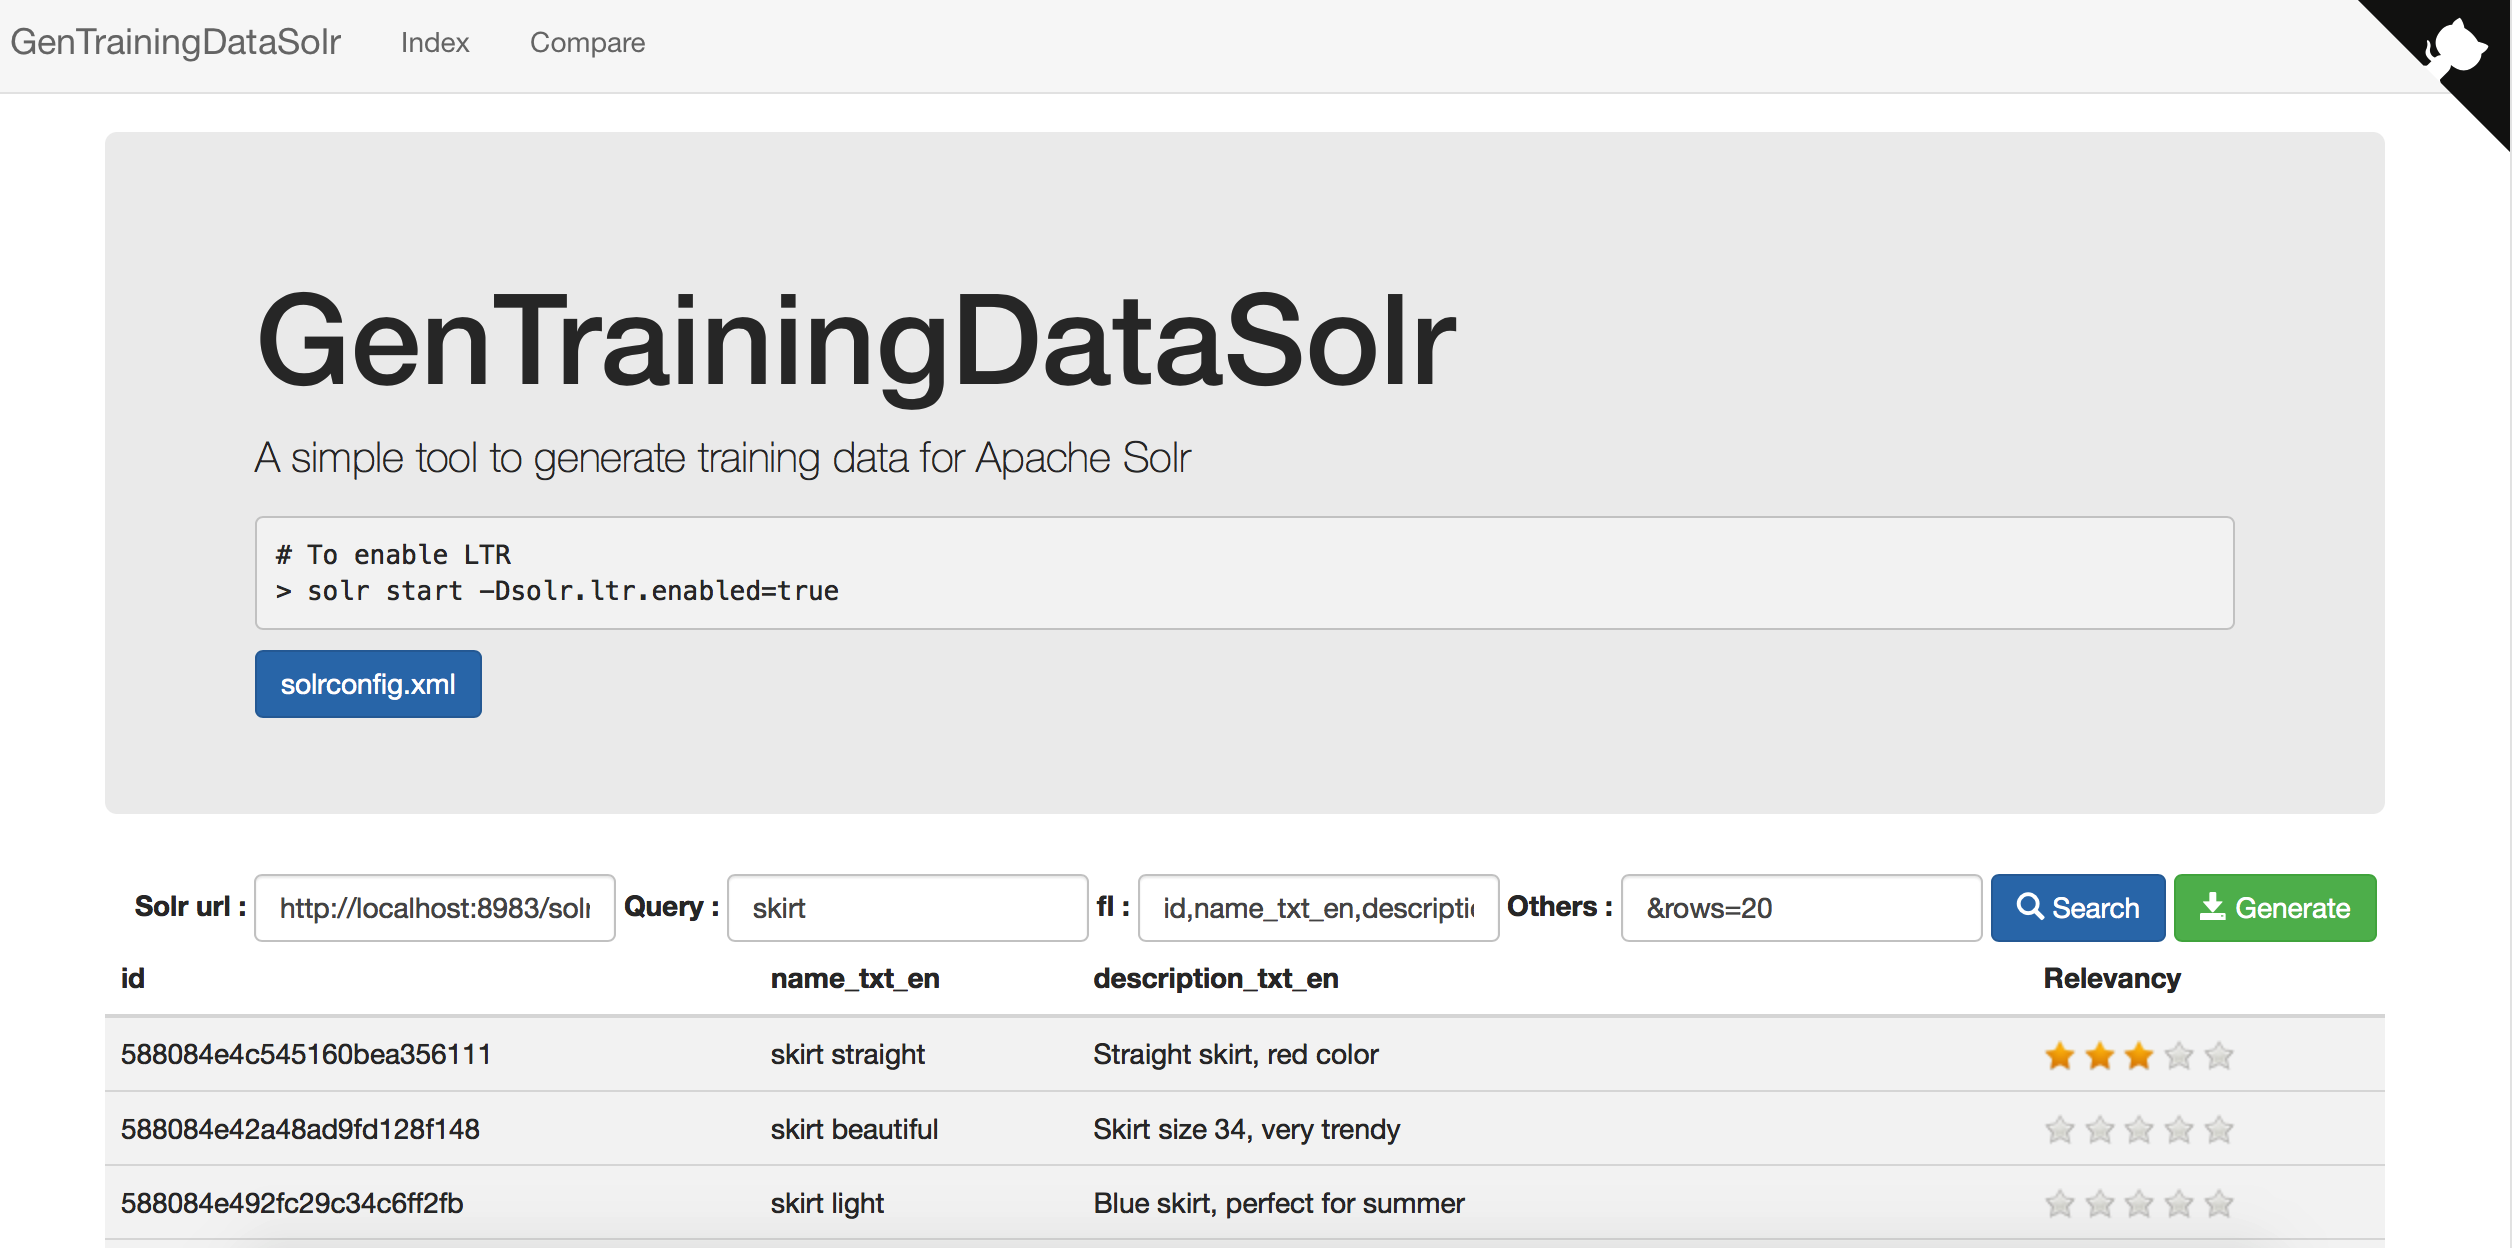 GenTrainingDataSolr Index Compare
GenTrainingDataSolr
A simple tool to generate training data for Apache Solr
# To enable LTR
> solr start -Dsolr.ltr.enabled=true
solrconfig.xml
Solr url : http://localhost:8983/solr Query : skirt fl : id,name_txt_en,descripti Others : &rows=20 Search Generate
id name_txt_en description_txt_en Relevancy
588084e4c545160bea356111 skirt straight Straight skirt, red color
588084e42a48ad9fd128f148 skirt beautiful Skirt size 34, very trendy
588084e492fc29c34c6ff2fb skirt light Blue skirt, perfect for summer